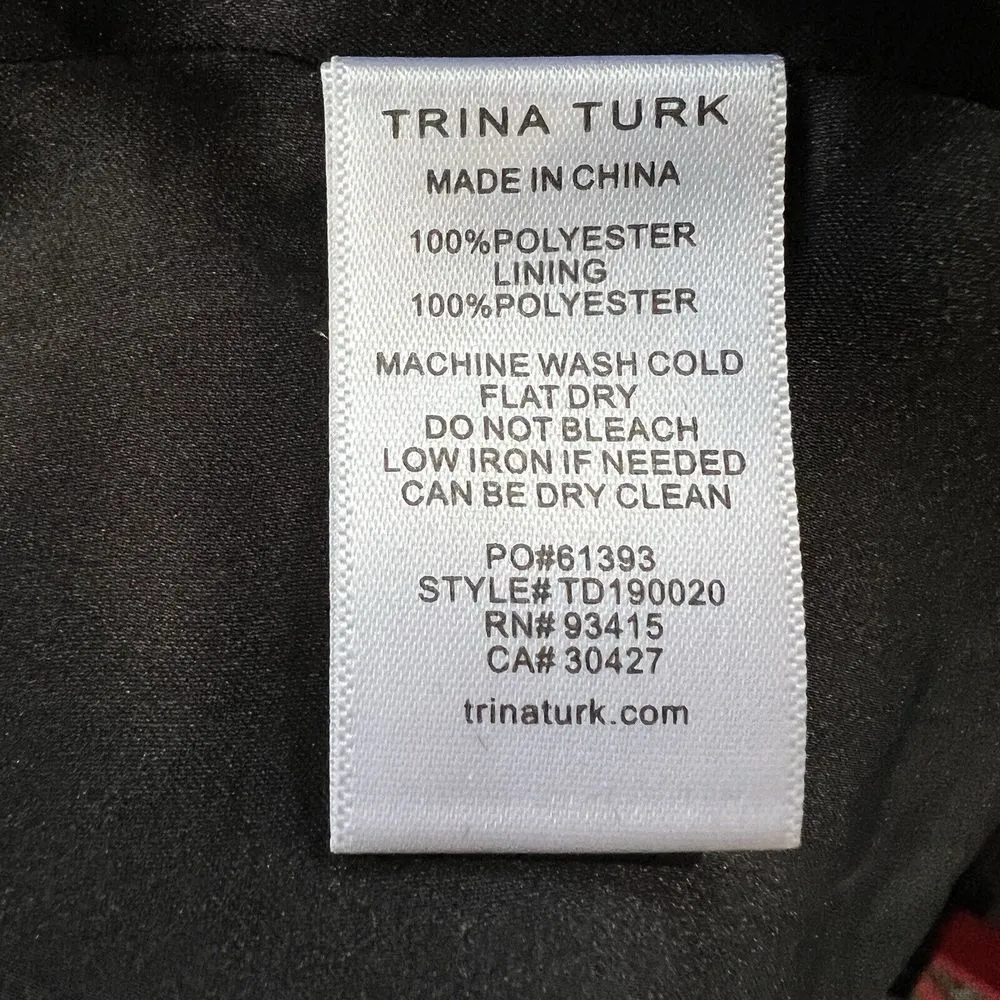 TRINA TURK
MADE IN CHINA
100%POLYESTER
LINING
100%POLYESTER
MACHINE WASH COLD
FLAT DRY
DO NOT BLEACH
LOW IRON IF NEEDED
CAN BE DRY CLEAN
PO#61393
STYLE# TD190020
RN# 93415
CA# 30427
trinaturk.com